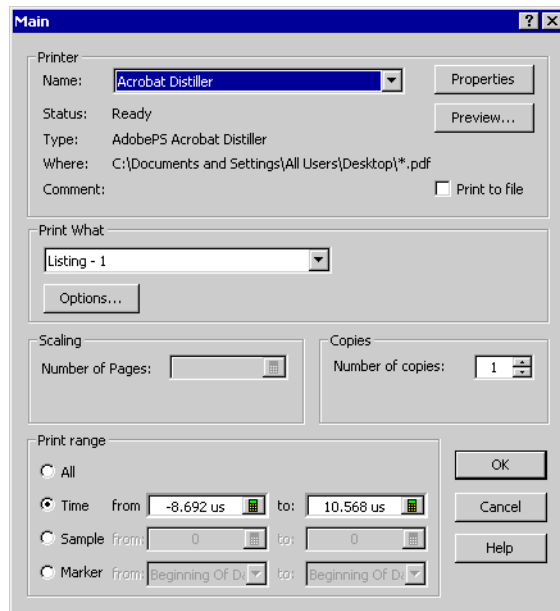 Main
Printer
Name: Acrobat Distiller Properties
Status: Ready Preview...
Type: AdobePS Acrobat Distiller
Where: C:\Documents and Settings\All Users\Desktop\*.pdf
Comment: Print to file
Print What
Listing - 1
Options...
Scaling
Number of Pages:
Copies
Number of copies: 1
Print range
All
Time from -8.692 us to: 10.568 us
Sample from: 0 to: 0
Marker from: Beginning Of Da to: Beginning Of Da
OK
Cancel
Help